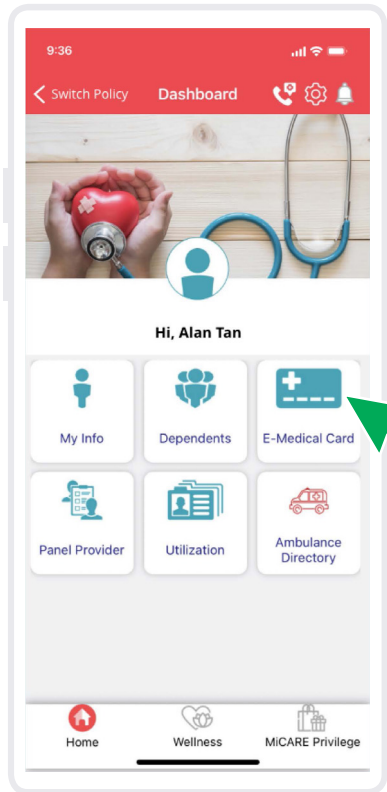 9:36
Switch Policy
Dashboard
Hi, Alan Tan
My Info
Dependents
E-Medical Card
Panel Provider
Utilization
Ambulance
Directory
Home
Wellness
MiCARE Privilege